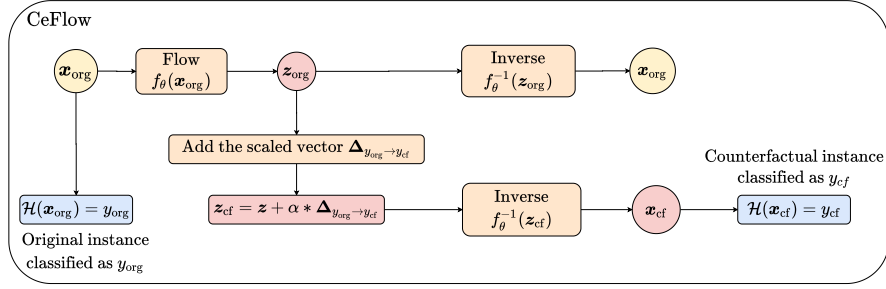 CeFlow
x_org
Flow
f_θ(x_org)
z_org
Inverse
f_θ^{-1}(z_org)
x_org
Add the scaled vector Δ_{y_org→y_cf}
Counterfactual instance
classified as y_cf
H(x_org) = y_org
z_cf = z + α * Δ_{y_org→y_cf}
Inverse
f_θ^{-1}(z_cf)
x_cf
H(x_cf) = y_cf
Original instance
classified as y_org